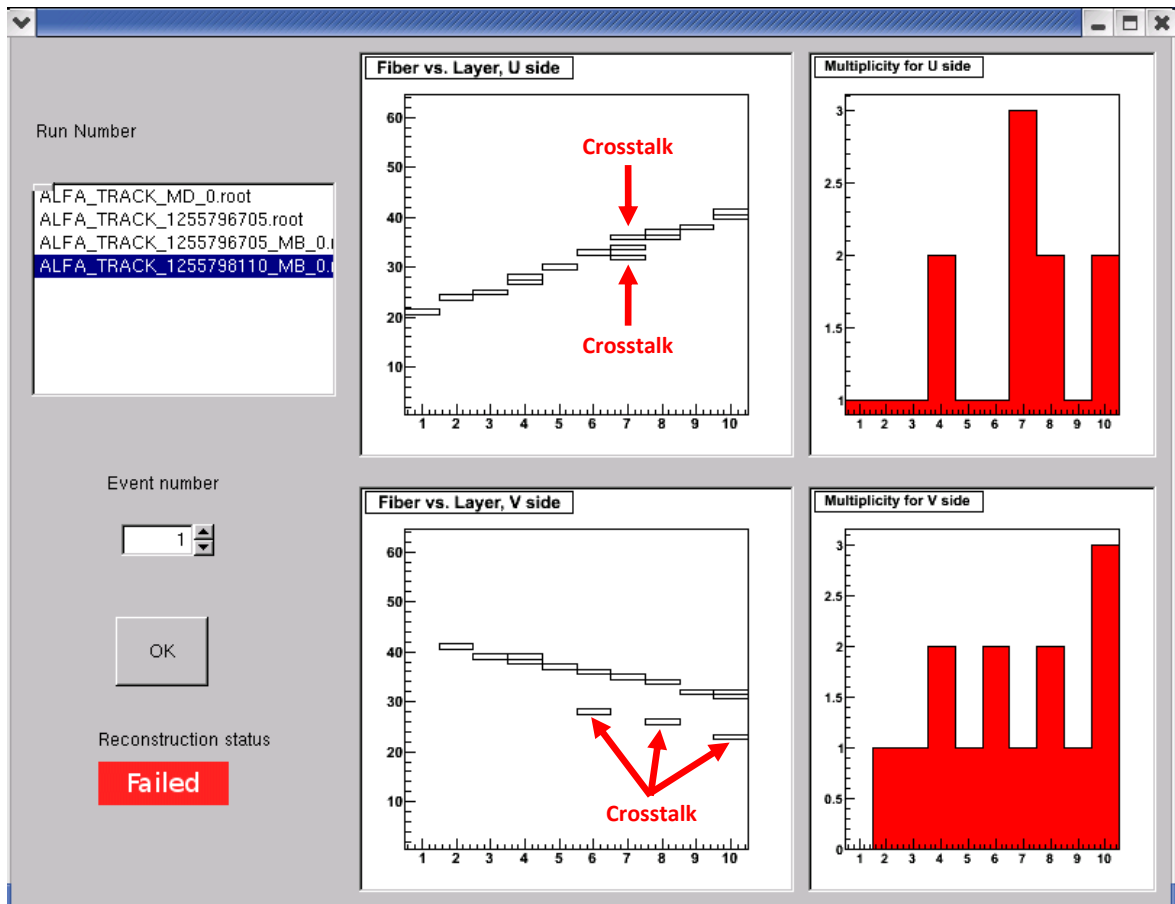 Run Number
ALFA_TRACK_MD_0.root
ALFA_TRACK_1255796705.root
ALFA_TRACK_1255796705_MB_0.r
ALFA_TRACK_1255798110_MB_0.r
Event number
1
OK
Reconstruction status
Failed
Fiber vs. Layer, U side
60
50
40
30
20
10
1 2 3 4 5 6 7 8 9 10
Crosstalk
Crosstalk
Multiplicity for U side
3
2.5
2
1.5
1
1 2 3 4 5 6 7 8 9 10
Fiber vs. Layer, V side
60
50
40
30
20
10
1 2 3 4 5 6 7 8 9 10
Crosstalk
Multiplicity for V side
3
2.5
2
1.5
1
0.5
0
1 2 3 4 5 6 7 8 9 10